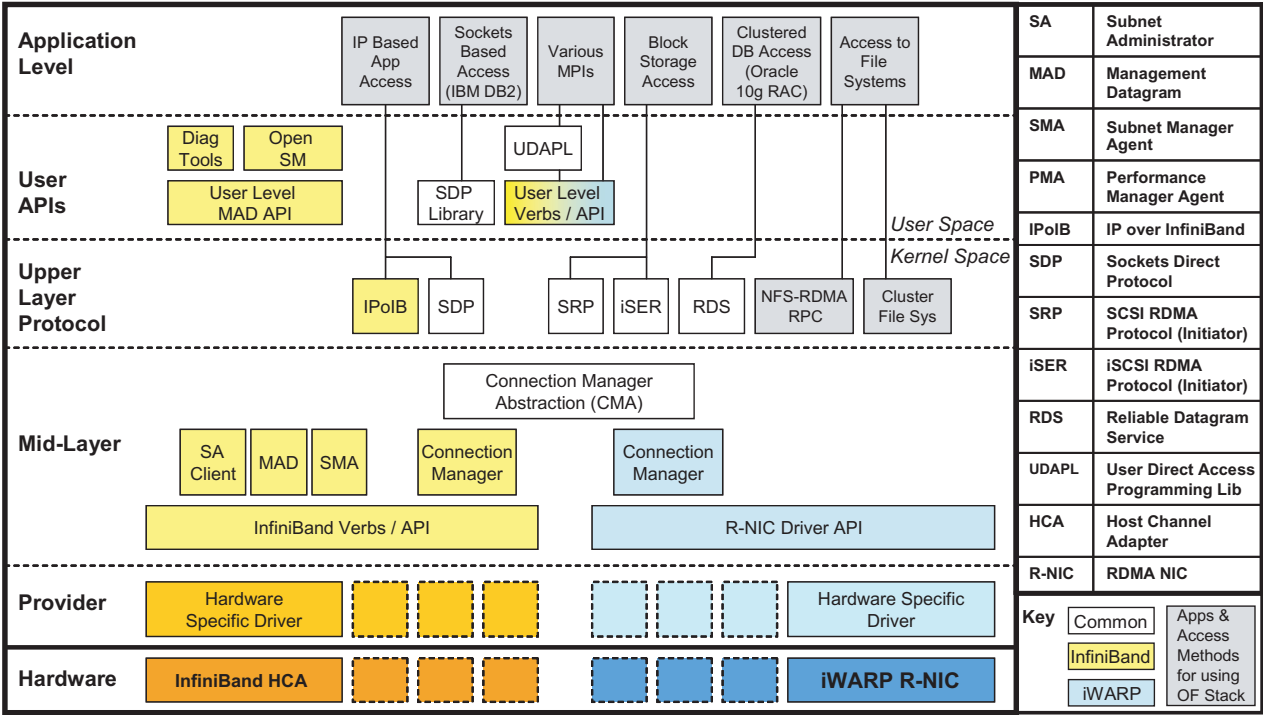 Application
Level
IP Based
App
Access
Sockets
Based
Access
(IBM DB2)
Various
MPIs
Block
Storage
Access
Clustered
DB Access
(Oracle
10g RAC)
Access to
File
Systems
User
APIs
Diag
Tools
Open
SM
User Level
MAD API
SDP
Library
UDAPL
User Level
Verbs / API
User Space
Kernel Space
Upper
Layer
Protocol
IPoIB
SDP
SRP
iSER
RDS
NFS-RDMA
RPC
Cluster
File Sys
Mid-Layer
Connection Manager
Abstraction (CMA)
SA
Client
MAD
SMA
Connection
Manager
Connection
Manager
InfiniBand Verbs / API
R-NIC Driver API
Provider
Hardware
Specific Driver
Hardware Specific
Driver
Hardware
InfiniBand HCA
iWARP R-NIC
SA
Subnet
Administrator
MAD
Management
Datagram
SMA
Subnet Manager
Agent
PMA
Performance
Manager Agent
IPoIB
IP over InfiniBand
SDP
Sockets Direct
Protocol
SRP
SCSI RDMA
Protocol (Initiator)
iSER
iSCSI RDMA
Protocol (Initiator)
RDS
Reliable Datagram
Service
UDAPL
User Direct Access
Programming Lib
HCA
Host Channel
Adapter
R-NIC
RDMA NIC
Key
Common
InfiniBand
iWARP
Apps &
Access
Methods
for using
OF Stack